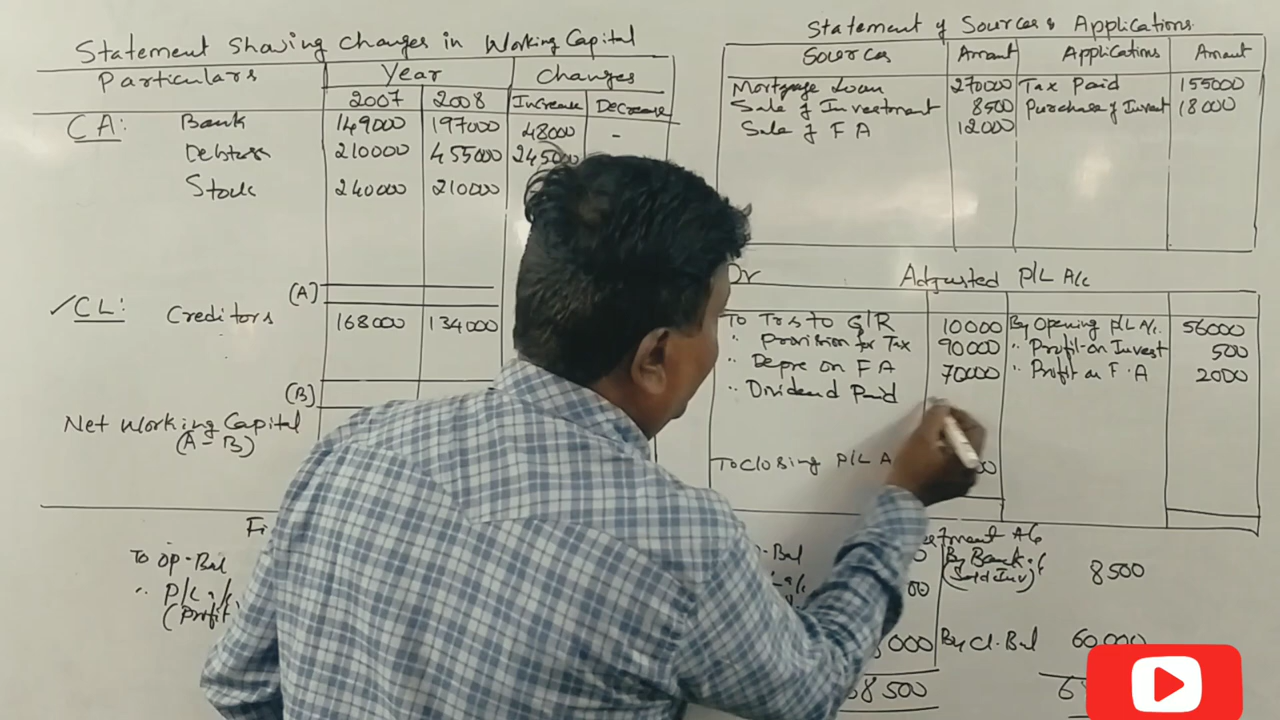 Statement Showing Changes in Working Capital
Particulars Year Changes
2007 2008 Increase Decrease
CA: Bank 149000 197000 48000 -
Debtors 210000 455000 245000
Stock 240000 210000
(A)
✓CL: Creditors 168000 134000
(B)
Net Working Capital
(A-B)
Statement of Sources & Applications
Sources Amount Applications Amount
Mortgage Loan 270000 Tax Paid 155000
Sale of Investment 8500 Purchase of Invest 18000
Sale of F A 12000
Dr Adjusted P/L A/c
To Trs to G/R 10000 By Opening P/L A/c. 56000
" Provision for Tax 90000 " Profit on Invest 500
" Depre on F A 70000 " Profit on F.A 2000
" Dividend Paid
To Closing P/L A
To op-Bal
" P/L a/c
(Profit)
By Bank
(Sold Inv) 8500
By Cl. Bal 60,000